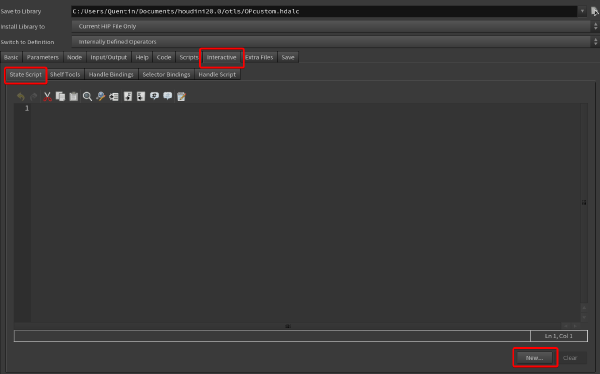 Save to Library C:/Users/Quentin/Documents/houdini20.0/otls/OPcustom.hdalc
Install Library to Current HIP File Only
Switch to Definition Internally Defined Operators
Basic Parameters Node Input/Output Help Code Scripts Interactive Extra Files Save
State Script Shelf Tools Handle Bindings Selector Bindings Handle Script
1
Ln 1, Col 1
New... Clear